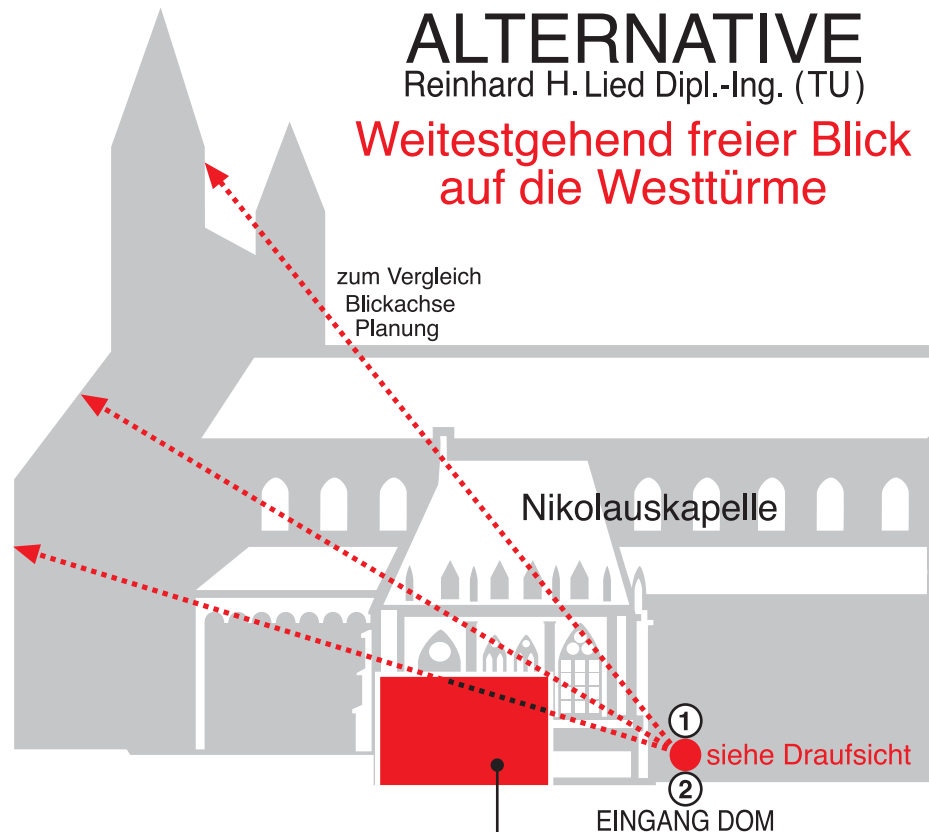 ALTERNATIVE
Reinhard H. Lied Dipl.-Ing. (TU)
Weitestgehend freier Blick
auf die Westtürme
zum Vergleich
Blickachse
Planung
Nikolauskapelle
1
siehe Draufsicht
2
EINGANG DOM